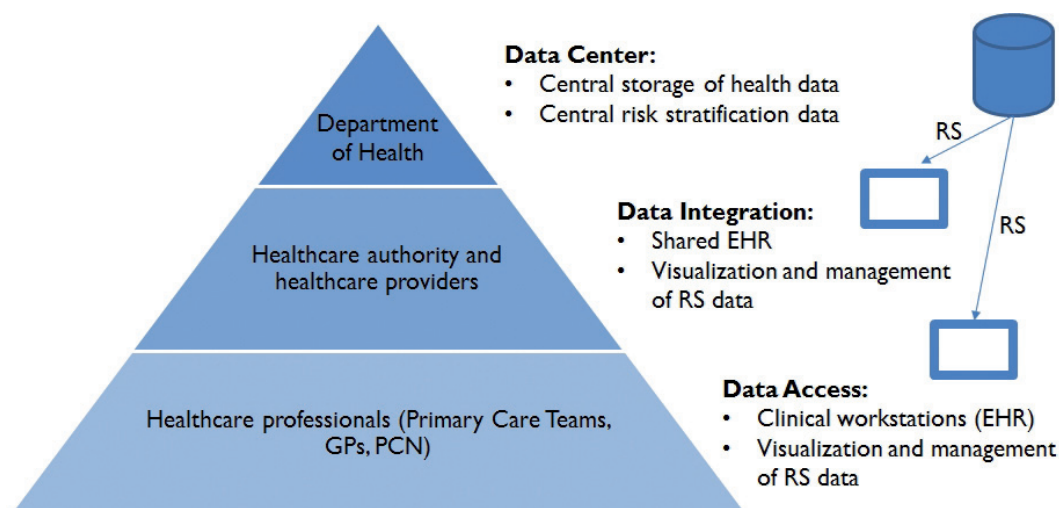 Department
of Health
Healthcare authority and
healthcare providers
Healthcare professionals (Primary Care Teams,
GPs, PCN)
Data Center:
• Central storage of health data
• Central risk stratification data
RS
Data Integration:
• Shared EHR
• Visualization and management
of RS data
RS
Data Access:
• Clinical workstations (EHR)
• Visualization and management
of RS data